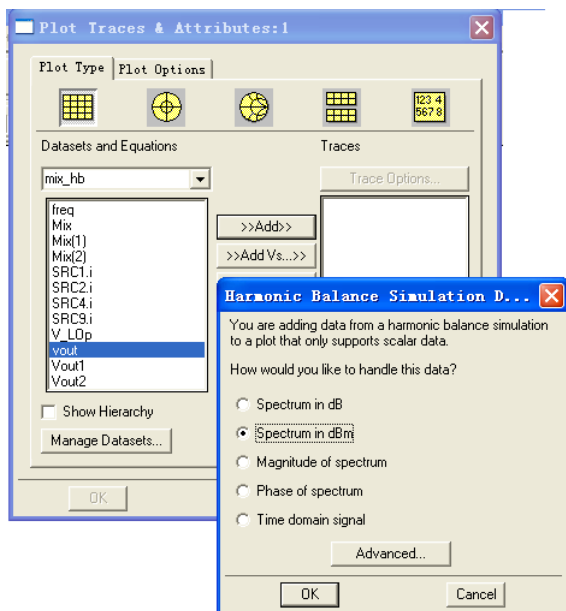 Plot Traces & Attributes:1
Plot Type
Plot Options
123 4
567 8
Datasets and Equations
Traces
mix_hb
Trace Options...
freq
Mix
Mix(1)
Mix(2)
SRC1.i
SRC2.i
SRC4.i
SRC9.i
V_LOp
vout
Vout1
Vout2
>>Add>>
>>Add Vs...>>
Show Hierarchy
Manage Datasets...
OK
Harmonic Balance Simulation D...
You are adding data from a harmonic balance simulation
to a plot that only supports scalar data.
How would you like to handle this data?
Spectrum in dB
Spectrum in dBm
Magnitude of spectrum
Phase of spectrum
Time domain signal
Advanced...
OK
Cancel